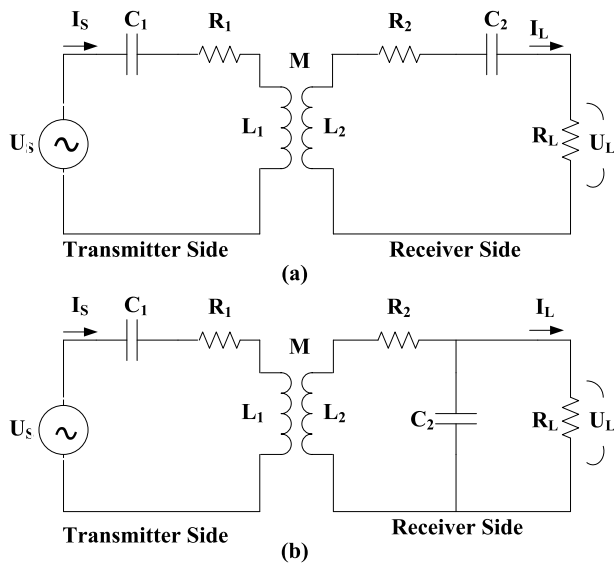 I_S C_1 R_1 M R_2 C_2 I_L
U_S L_1 L_2 R_L U_L
Transmitter Side Receiver Side
(a)
I_S C_1 R_1 M R_2 I_L
U_S L_1 L_2 C_2 R_L U_L
Transmitter Side Receiver Side
(b)